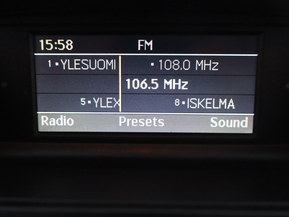 15:58 FM
1•YLESUOMI •108.0 MHz
106.5 MHz
5•YLEX 8•ISKELMA
Radio Presets Sound